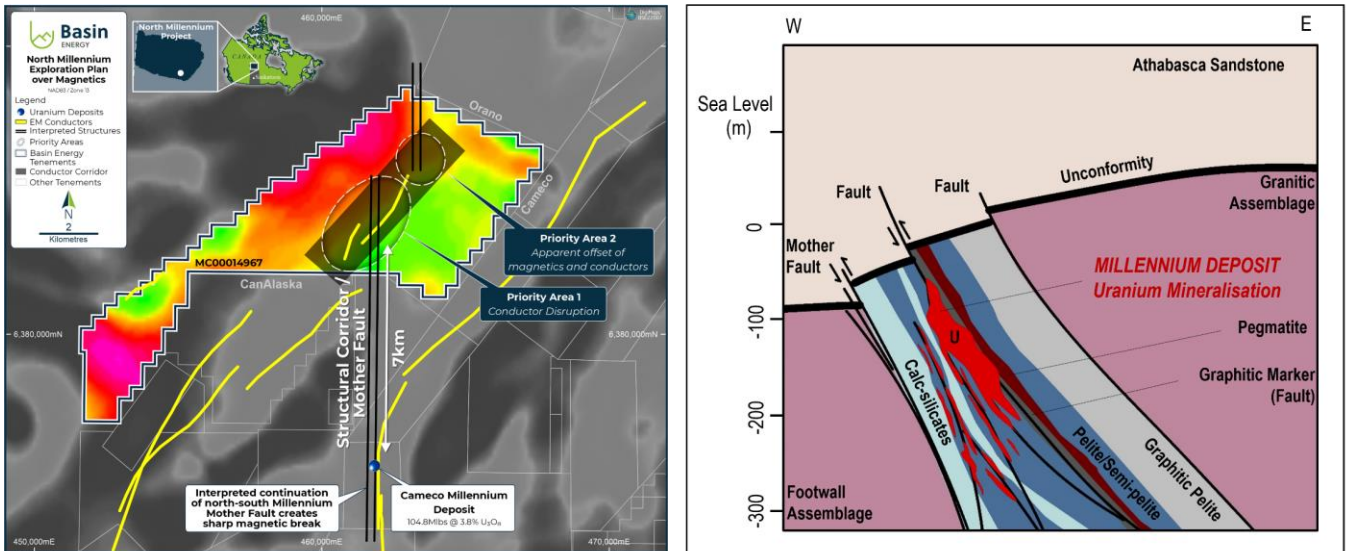 Basin
ENERGY
North Millennium
Exploration Plan
over Magnetics
NAD83 / Zone 13
Legend
Uranium Deposits
EM Conductors
Interpreted Structures
Priority Areas
Basin Energy
Tenements
Conductor Corridor
Other Tenements
N
2
Kilometres
North Millennium
Project
CANADA
460,000mE
Orano
Cameco
MC00014967
CanAlaska
Priority Area 2
Apparent offset of
magnetics and conductors
Priority Area 1
Conductor Disruption
6,380,000mN
6,380,000mN
Structural Corridor /
Mother Fault
7km
Interpreted continuation
of north-south Millennium
Mother Fault creates
sharp magnetic break
Cameco Millennium
Deposit
104.8Mlbs @ 3.8% U₃O₈
450,000mE
460,000mE
470,000mE
W
E
Athabasca Sandstone
Sea Level
(m)
Unconformity
Granitic
Assemblage
Fault
Fault
Mother
Fault
0
-100
-200
-300
MILLENNIUM DEPOSIT
Uranium Mineralisation
U
Pegmatite
Graphitic Marker
(Fault)
Calc-silicates
Pelite/Semi-pelite
Graphitic Pelite
Footwall
Assemblage